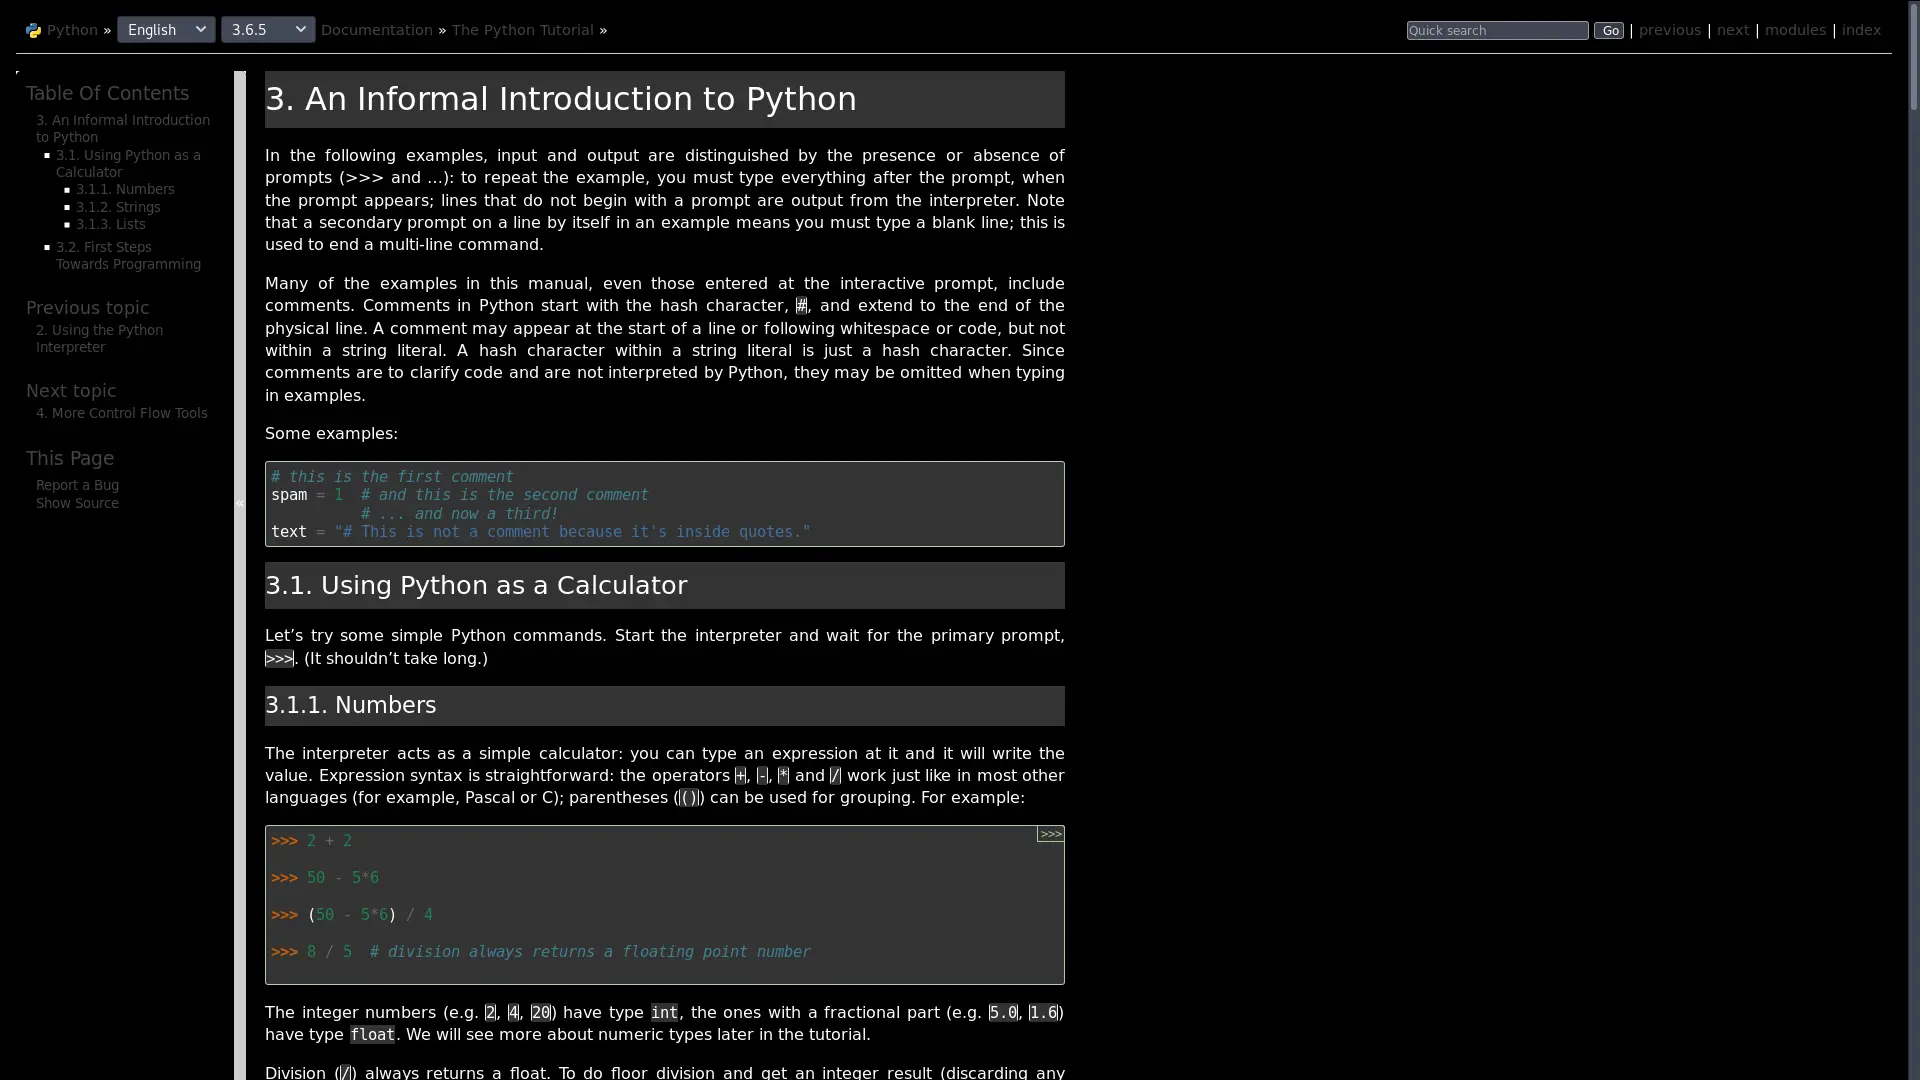 Python » English 3.6.5 Documentation » The Python Tutorial » Quick search Go | previous | next | modules | index
Table Of Contents
3. An Informal Introduction
to Python
3.1. Using Python as a
Calculator
3.1.1. Numbers
3.1.2. Strings
3.1.3. Lists
3.2. First Steps
Towards Programming
Previous topic
2. Using the Python
Interpreter
Next topic
4. More Control Flow Tools
This Page
Report a Bug
Show Source
«
3. An Informal Introduction to Python
In the following examples, input and output are distinguished by the presence or absence of
prompts (>>> and …): to repeat the example, you must type everything after the prompt, when
the prompt appears; lines that do not begin with a prompt are output from the interpreter. Note
that a secondary prompt on a line by itself in an example means you must type a blank line; this is
used to end a multi-line command.
Many of the examples in this manual, even those entered at the interactive prompt, include
comments. Comments in Python start with the hash character, #, and extend to the end of the
physical line. A comment may appear at the start of a line or following whitespace or code, but not
within a string literal. A hash character within a string literal is just a hash character. Since
comments are to clarify code and are not interpreted by Python, they may be omitted when typing
in examples.
Some examples:
# this is the first comment
spam = 1  # and this is the second comment
          # ... and now a third!
text = "# This is not a comment because it's inside quotes."
3.1. Using Python as a Calculator
Let’s try some simple Python commands. Start the interpreter and wait for the primary prompt,
>>>. (It shouldn’t take long.)
3.1.1. Numbers
The interpreter acts as a simple calculator: you can type an expression at it and it will write the
value. Expression syntax is straightforward: the operators +, -, * and / work just like in most other
languages (for example, Pascal or C); parentheses (()) can be used for grouping. For example:
>>>
>>> 2 + 2
>>> 50 - 5*6
>>> (50 - 5*6) / 4
>>> 8 / 5  # division always returns a floating point number
The integer numbers (e.g. 2, 4, 20) have type int, the ones with a fractional part (e.g. 5.0, 1.6)
have type float. We will see more about numeric types later in the tutorial.
Division (/) always returns a float. To do floor division and get an integer result (discarding any